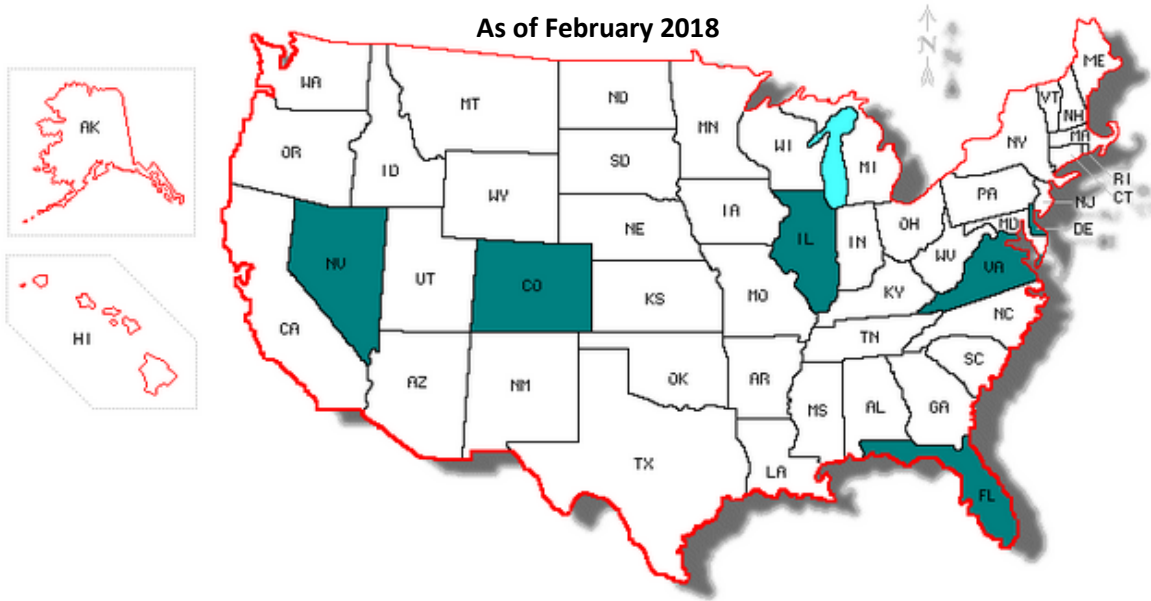 As of February 2018
N
WA
MT
ND
MN
ME
VT
NH
AK
OR
ID
SD
WI
MI
NY
MA
WY
RI
CT
PA
NJ
IA
NE
OH
MD
DE
NV
UT
CO
IL
IN
WV
VA
KS
MO
KY
HI
CA
NC
TN
SC
AZ
NM
OK
AR
MS
AL
GA
TX
LA
FL